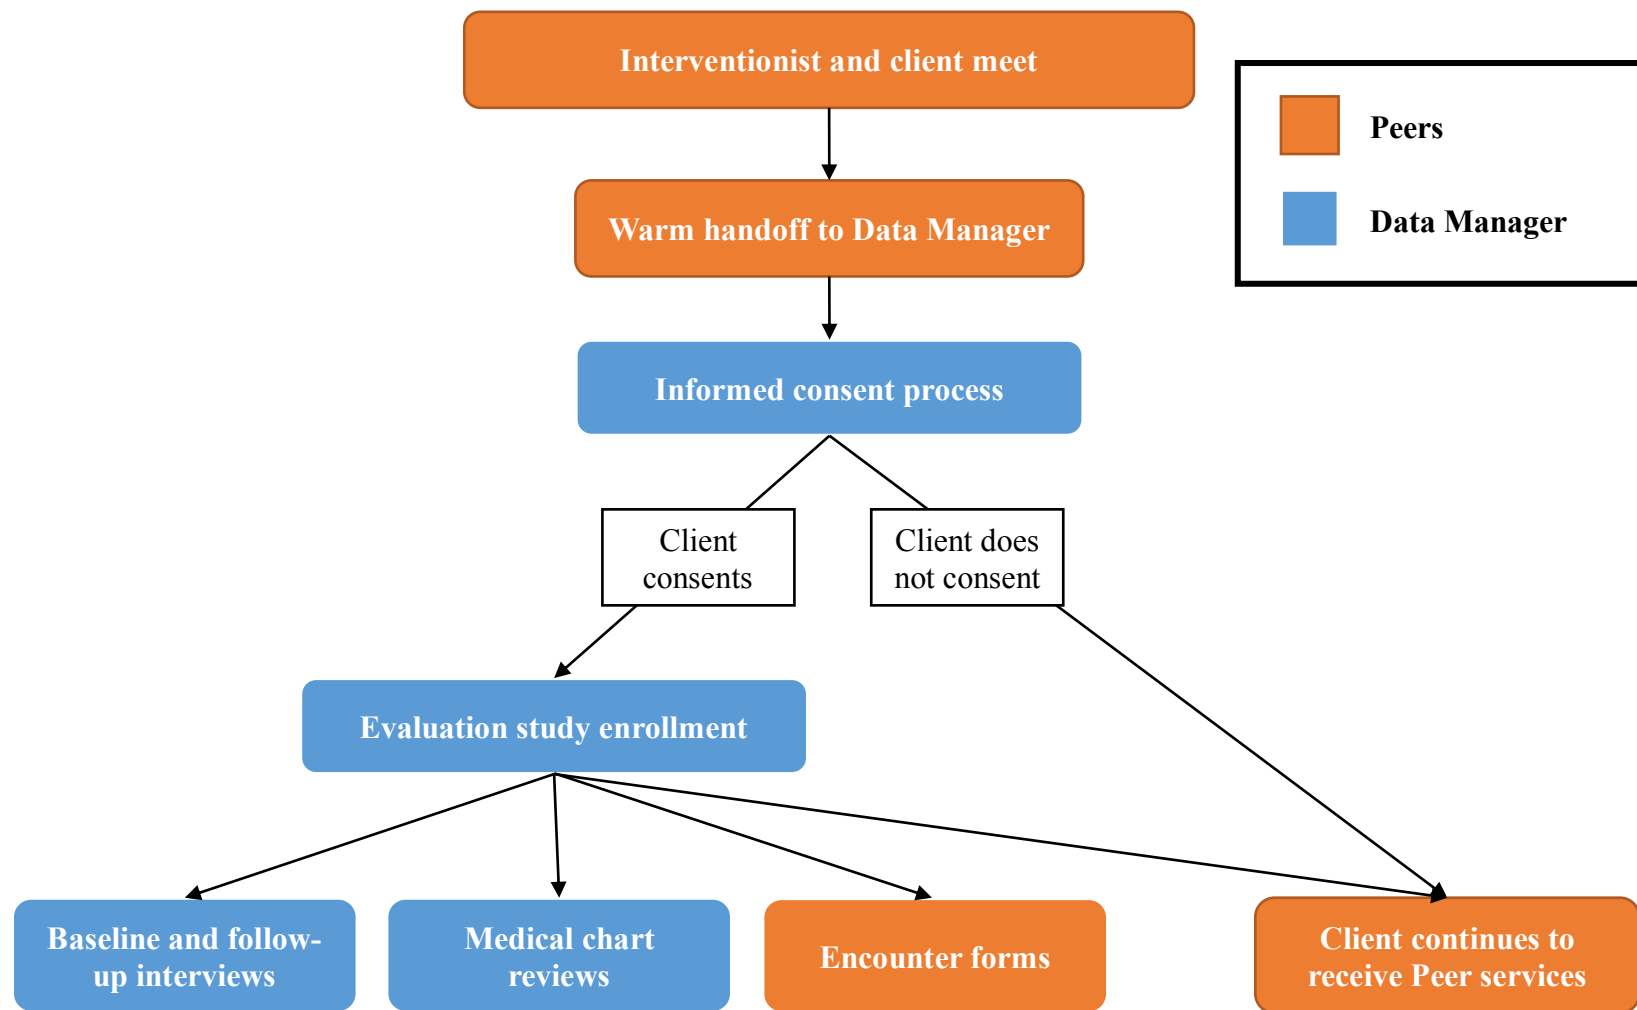 Interventionist and client meet
Peers
Data Manager
Warm handoff to Data Manager
Informed consent process
Client
consents
Client does
not consent
Evaluation study enrollment
Baseline and follow-
up interviews
Medical chart
reviews
Encounter forms
Client continues to
receive Peer services